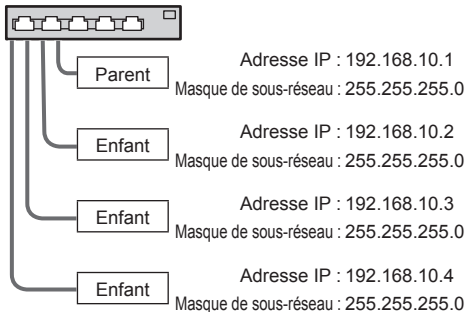 Parent
Adresse IP : 192.168.10.1
Masque de sous-réseau : 255.255.255.0
Enfant
Adresse IP : 192.168.10.2
Masque de sous-réseau : 255.255.255.0
Enfant
Adresse IP : 192.168.10.3
Masque de sous-réseau : 255.255.255.0
Enfant
Adresse IP : 192.168.10.4
Masque de sous-réseau : 255.255.255.0